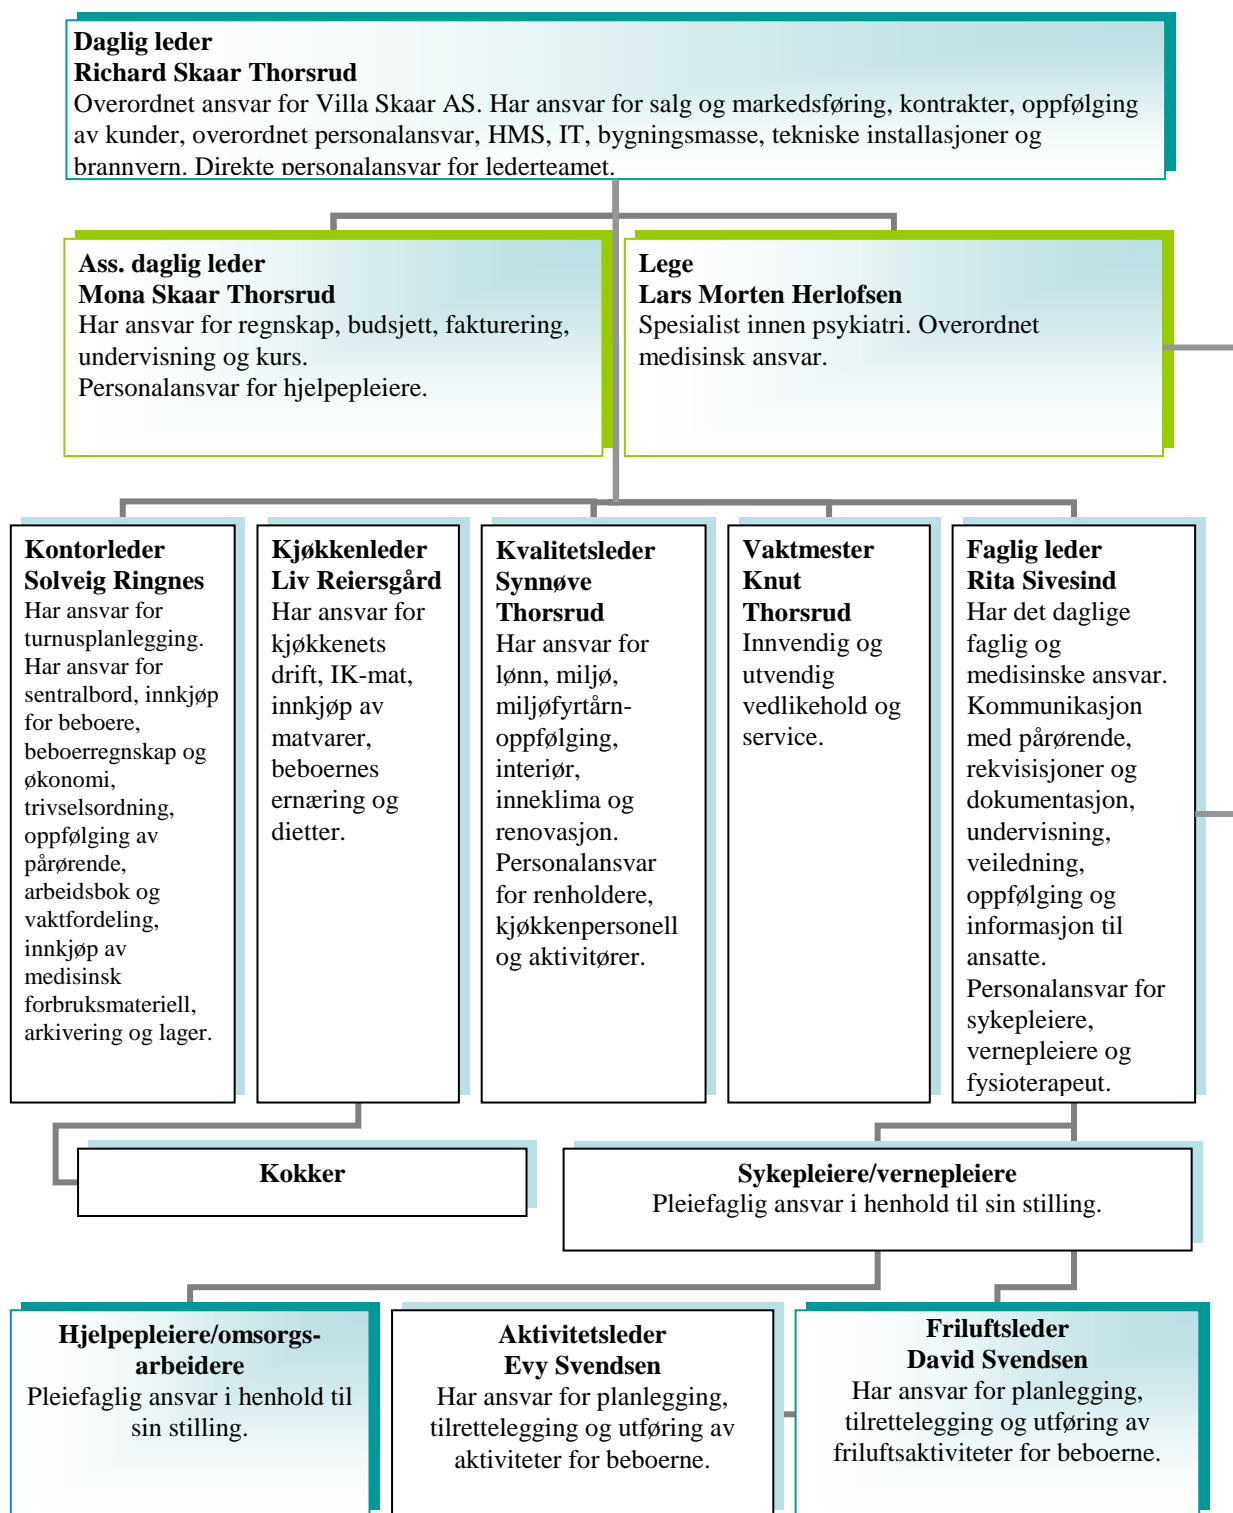 Daglig leder
Richard Skaar Thorsrud
Overordnet ansvar for Villa Skaar AS. Har ansvar for salg og markedsføring, kontrakter, oppfølging
av kunder, overordnet personalansvar, HMS, IT, bygningsmasse, tekniske installasjoner og
brannvern. Direkte personalansvar for lederteamet.
Ass. daglig leder
Mona Skaar Thorsrud
Har ansvar for regnskap, budsjett, fakturering,
undervisning og kurs.
Personalansvar for hjelpepleiere.
Lege
Lars Morten Herlofsen
Spesialist innen psykiatri. Overordnet
medisinsk ansvar.
Kontorleder
Solveig Ringnes
Har ansvar for
turnusplanlegging.
Har ansvar for
sentralbord, innkjøp
for beboere,
beboerregnskap og
økonomi,
trivselsordning,
oppfølging av
pårørende,
arbeidsbok og
vaktfordeling,
innkjøp av
medisinsk
forbruksmateriell,
arkivering og lager.
Kjøkkenleder
Liv Reiersgård
Har ansvar for
kjøkkenets
drift, IK-mat,
innkjøp av
matvarer,
beboernes
ernæring og
dietter.
Kvalitetsleder
Synnøve
Thorsrud
Har ansvar for
lønn, miljø,
miljøfyrtårn-
oppfølging,
interiør,
inneklima og
renovasjon.
Personalansvar
for renholdere,
kjøkkenpersonell
og aktivitører.
Vaktmester
Knut
Thorsrud
Innvendig og
utvendig
vedlikehold og
service.
Faglig leder
Rita Sivesind
Har det daglige
faglig og
medisinske ansvar.
Kommunikasjon
med pårørende,
rekvisisjoner og
dokumentasjon,
undervisning,
veiledning,
oppfølging og
informasjon til
ansatte.
Personalansvar for
sykepleiere,
vernepleiere og
fysioterapeut.
Kokker
Sykepleiere/vernepleiere
Pleiefaglig ansvar i henhold til sin stilling.
Hjelpepleiere/omsorgs-
arbeidere
Pleiefaglig ansvar i henhold til
sin stilling.
Aktivitetsleder
Evy Svendsen
Har ansvar for planlegging,
tilrettelegging og utføring av
aktiviteter for beboerne.
Friluftsleder
David Svendsen
Har ansvar for planlegging,
tilrettelegging og utføring av
friluftsaktiviteter for beboerne.